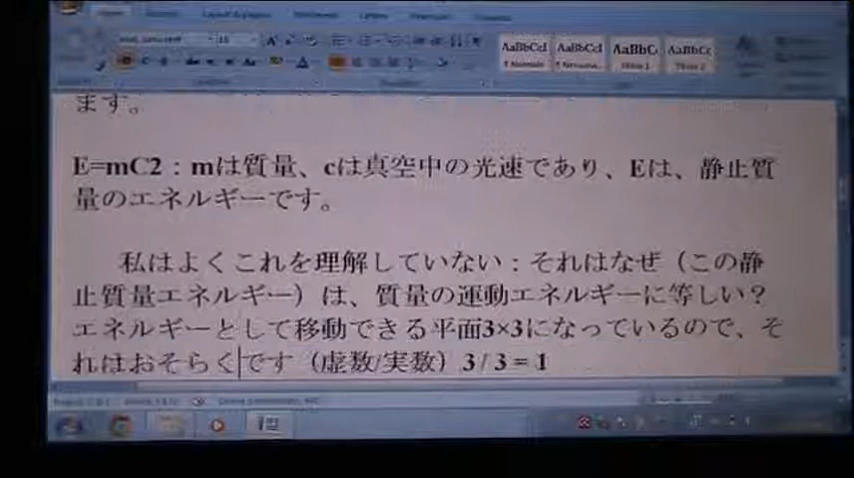 AaBbCcI AaBbCcI AaBbC AaBbCc
ます。
E=mC2：mは質量、cは真空中の光速であり、Eは、静止質
量のエネルギーです。
私はよくこれを理解していない：それはなぜ（この静
止質量エネルギー）は、質量の運動エネルギーに等しい？
エネルギーとして移動できる平面3×3になっているので、そ
れはおそらくです（虚数/実数）3 / 3 = 1